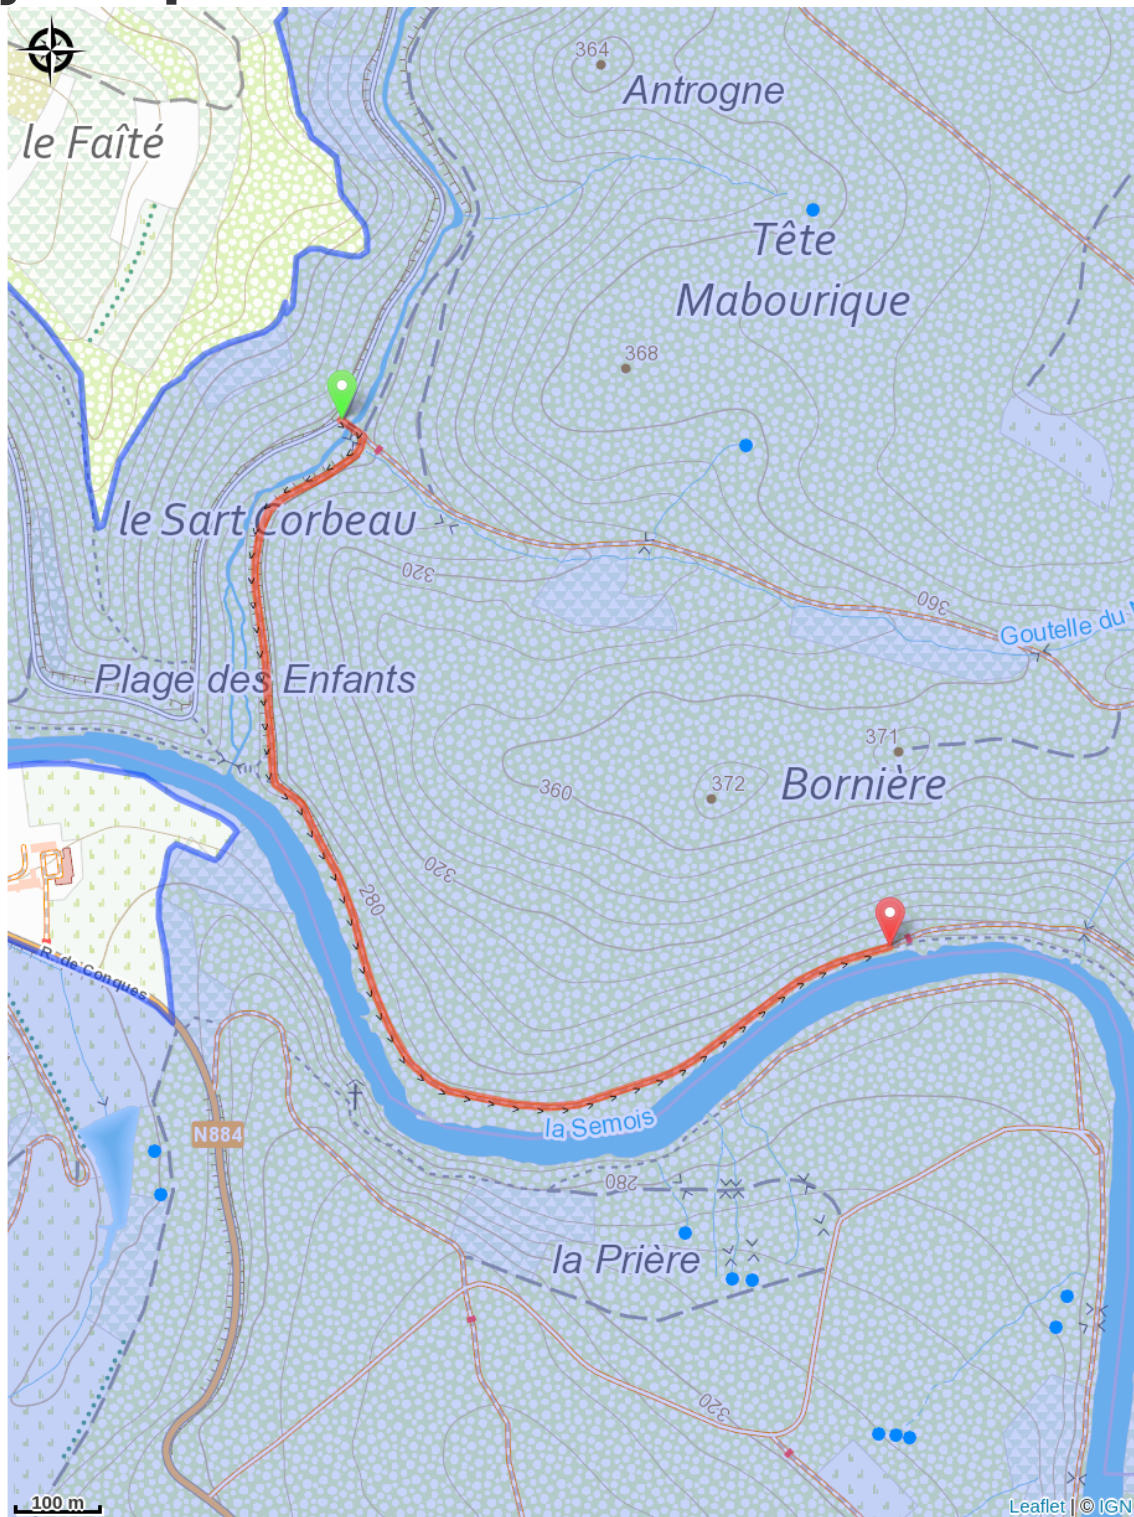 364
Antrogne
le Faîté
Tête
Mabourique
368
le Sart Corbeau
320
360
Goutelle du
Plage des Enfants
371
372
Bornière
360
320
280
R. de Conques
la Semois
N884
280
la Prière
320
100 m
Leaflet | © IGN